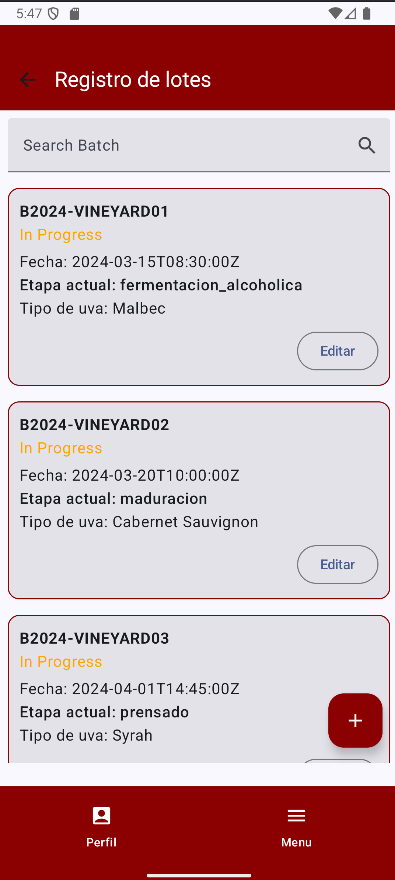 5:47
Registro de lotes
Search Batch
B2024-VINEYARD01
In Progress
Fecha: 2024-03-15T08:30:00Z
Etapa actual: fermentacion_alcoholica
Tipo de uva: Malbec
Editar
B2024-VINEYARD02
In Progress
Fecha: 2024-03-20T10:00:00Z
Etapa actual: maduracion
Tipo de uva: Cabernet Sauvignon
Editar
B2024-VINEYARD03
In Progress
Fecha: 2024-04-01T14:45:00Z
Etapa actual: prensado
Tipo de uva: Syrah
+
Perfil
Menu